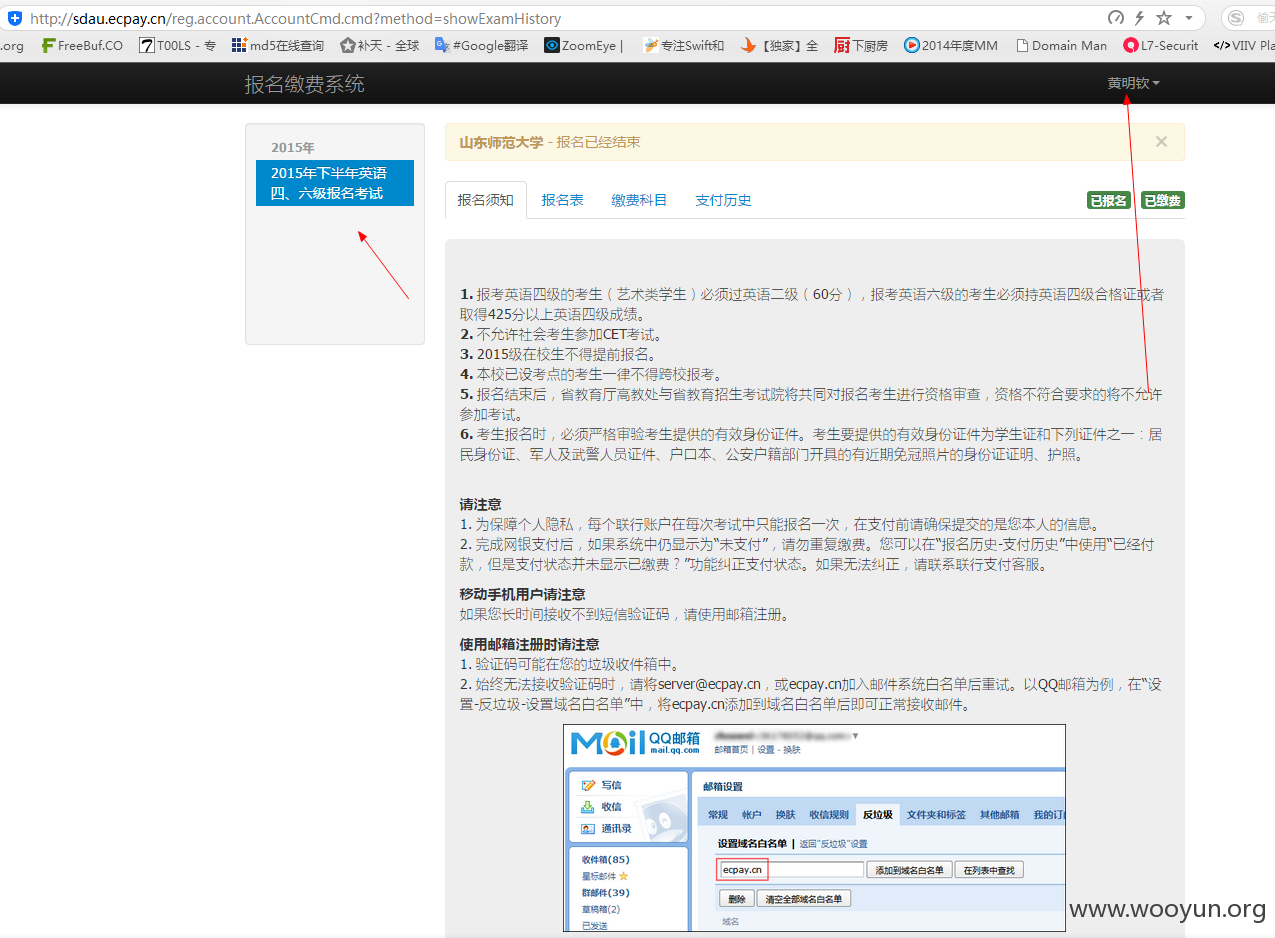 http://sdau.ecpay.cn/reg.account.AccountCmd.cmd?method=showExamHistory
.org FreeBuf.CO T00LS - 专 md5在线查询 补天 - 全球 #Google翻译 ZoomEye | 专注Swift和 【独家】全 下厨房 2014年度MM Domain Man L7-Securit VIIV Pla
报名缴费系统 黄明钦
2015年
2015年下半年英语
四、六级报名考试
山东师范大学 - 报名已经结束 ×
报名须知 报名表 缴费科目 支付历史 已报名 已缴费
1. 报考英语四级的考生（艺术类学生）必须过英语二级（60分），报考英语六级的考生必须持英语四级合格证或者
取得425分以上英语四级成绩。
2. 不允许社会考生参加CET考试。
3. 2015级在校生不得提前报名。
4. 本校已设考点的考生一律不得跨校报考。
5. 报名结束后，省教育厅高教处与省教育招生考试院将共同对报名考生进行资格审查，资格不符合要求的将不允许
参加考试。
6. 考生报名时，必须严格审验考生提供的有效身份证件。考生要提供的有效身份证件为学生证和下列证件之一：居
民身份证、军人及武警人员证件、户口本、公安户籍部门开具的有近期免冠照片的身份证证明、护照。
请注意
1. 为保障个人隐私，每个联行账户在每次考试中只能报名一次，在支付前请确保提交的是您本人的信息。
2. 完成网银支付后，如果系统中仍显示为“未支付”，请勿重复缴费。您可以在“报名历史-支付历史”中使用“已经付
款，但是支付状态并未显示已缴费？”功能纠正支付状态。如果无法纠正，请联系联行支付客服。
移动手机用户请注意
如果您长时间接收不到短信验证码，请使用邮箱注册。
使用邮箱注册时请注意
1. 验证码可能在您的垃圾收件箱中。
2. 始终无法接收验证码时，请将server@ecpay.cn，或ecpay.cn加入邮件系统白名单后重试。以QQ邮箱为例，在“设
置-反垃圾-设置域名白名单”中，将ecpay.cn添加到域名白名单后即可正常接收邮件。
Mail QQ邮箱
mail.qq.com
邮箱首页 | 设置 - 换肤
写信
收信
通讯录
收件箱(85)
星标邮件
群邮件(39)
草稿箱(2)
已发送
邮箱设置
常规 帐户 换肤 收信规则 反垃圾 文件夹和标签 其他邮箱 我的订
设置域名白名单 | 返回“反垃圾”设置
ecpay.cn 添加到域名白名单 在列表中查找
删除 清空全部域名白名单
域名
www.wooyun.org